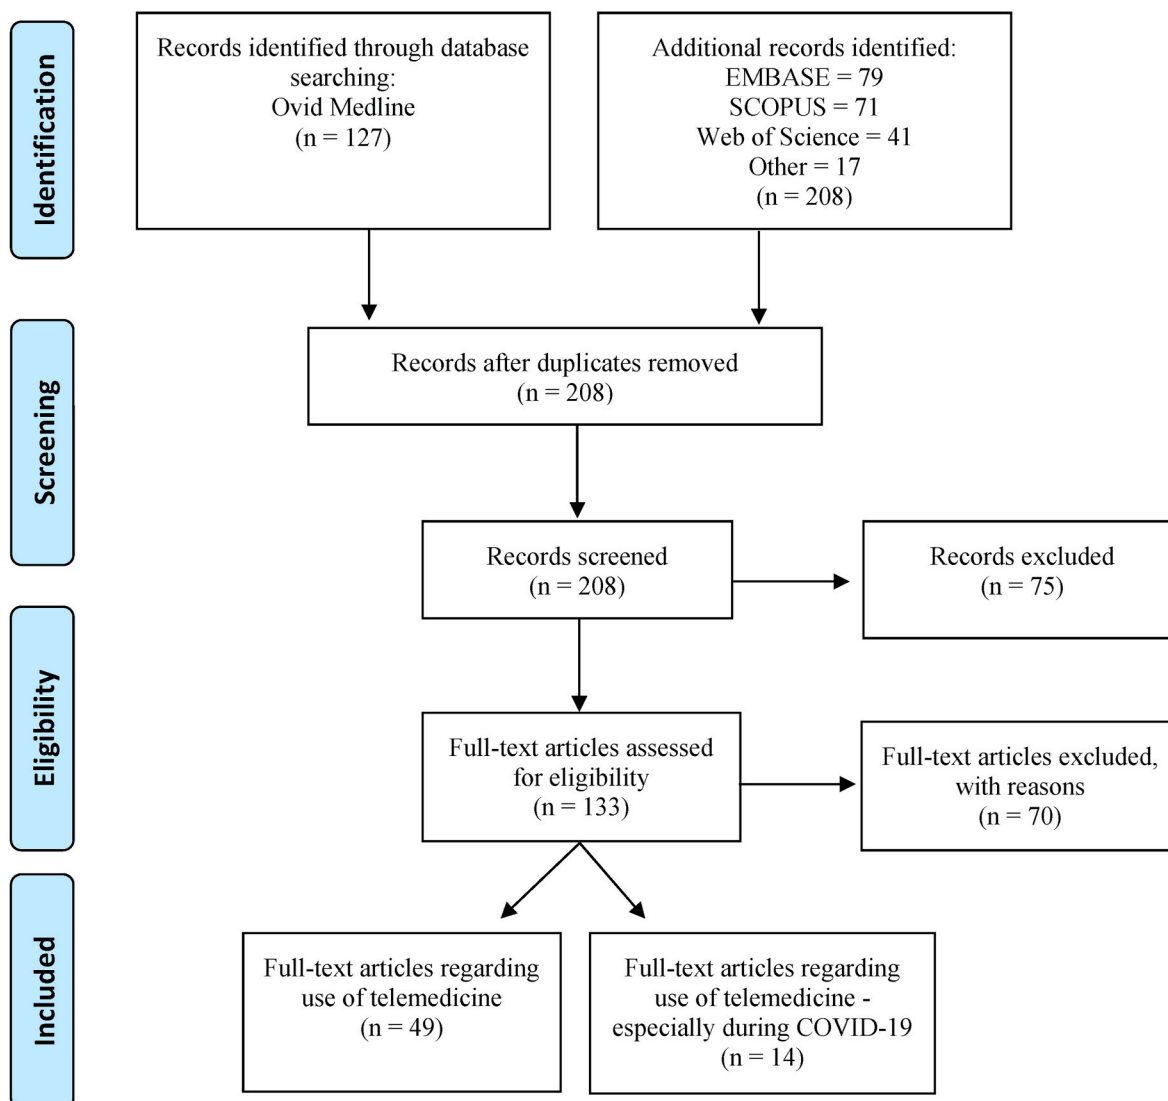 Identification
Records identified through database
searching:
Ovid Medline
(n = 127)
Additional records identified:
EMBASE = 79
SCOPUS = 71
Web of Science = 41
Other = 17
(n = 208)
Screening
Records after duplicates removed
(n = 208)
Records screened
(n = 208)
Records excluded
(n = 75)
Eligibility
Full-text articles assessed
for eligibility
(n = 133)
Full-text articles excluded,
with reasons
(n = 70)
Included
Full-text articles regarding
use of telemedicine
(n = 49)
Full-text articles regarding
use of telemedicine -
especially during COVID-19
(n = 14)